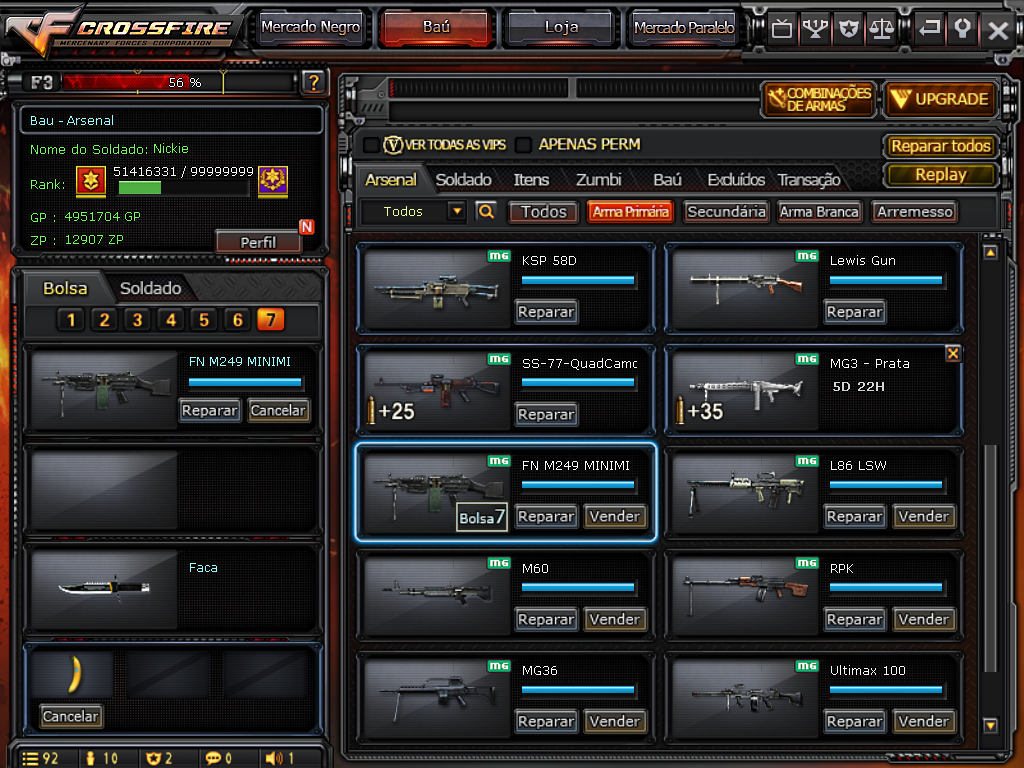 CROSSFIRE
MERCENARY FORCES CORPORATION
Mercado Negro
Baú
Loja
Mercado Paralelo
F3
56 %
?
COMBINAÇÕES
DE ARMAS
UPGRADE
Bau - Arsenal
Nome do Soldado: Nickie
Rank:
51416331 / 99999999
GP : 4951704 GP
ZP : 12907 ZP
N
Perfil
VER TODAS AS VIPS
APENAS PERM
Reparar todos
Replay
Arsenal
Soldado
Itens
Zumbi
Baú
Excluídos
Transação
Todos
Todos
Arma Primária
Secundária
Arma Branca
Arremesso
Bolsa
Soldado
1 2 3 4 5 6 7
FN M249 MINIMI
Reparar
Cancelar
Faca
Cancelar
92
10
2
0
1
MG
KSP 58D
Reparar
MG
Lewis Gun
Reparar
MG
SS-77-QuadCamo
+25
Reparar
MG
MG3 - Prata
5D 22H
+35
MG
FN M249 MINIMI
Bolsa7
Reparar
Vender
MG
L86 LSW
Reparar
Vender
MG
M60
Reparar
Vender
MG
RPK
Reparar
Vender
MG
MG36
Reparar
Vender
MG
Ultimax 100
Reparar
Vender